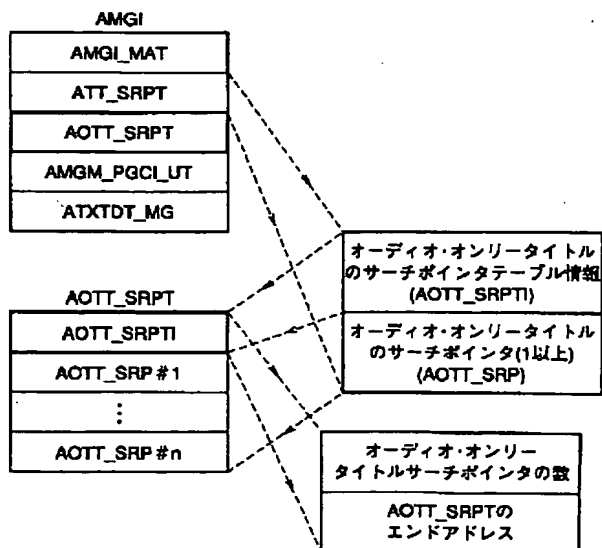 AMGI
AMGI_MAT
ATT_SRPT
AOTT_SRPT
AMGM_PGCI_UT
ATXTDT_MG
オーディオ・オンリータイトル
のサーチポインタテーブル情報
(AOTT_SRPTI)
オーディオ・オンリータイトル
のサーチポインタ(1以上)
(AOTT_SRP)
AOTT_SRPT
AOTT_SRPTI
AOTT_SRP #1
⋮
AOTT_SRP #n
オーディオ・オンリー
タイトルサーチポインタの数
AOTT_SRPTの
エンドアドレス